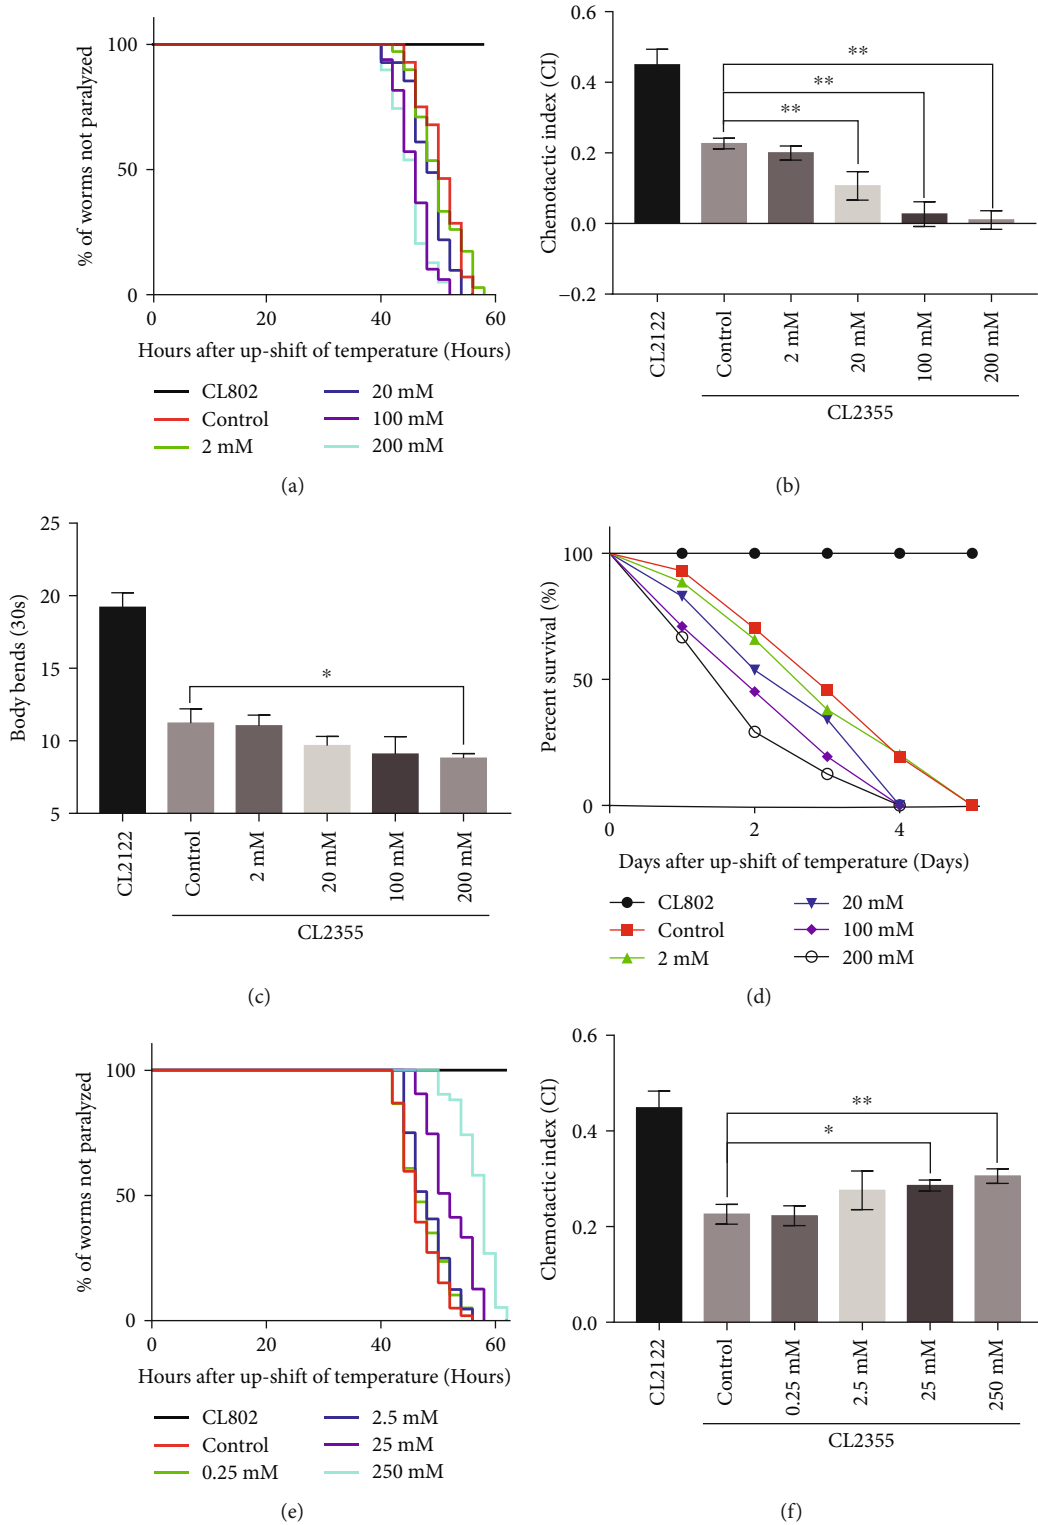 % of worms not paralyzed
100
50
0
0 20 40 60
Hours after up-shift of temperature (Hours)
CL802
Control
2 mM
20 mM
100 mM
200 mM
(a)
Chemotactic index (CI)
0.6
0.4
0.2
0.0
−0.2
**
**
**
CL2122
Control
2 mM
20 mM
100 mM
200 mM
CL2355
(b)
Body bends (30s)
25
20
15
10
5
*
CL2122
Control
2 mM
20 mM
100 mM
200 mM
CL2355
(c)
Percent survival (%)
100
50
0
0 2 4
Days after up-shift of temperature (Days)
CL802
Control
2 mM
20 mM
100 mM
200 mM
(d)
% of worms not paralyzed
100
50
0
0 20 40 60
Hours after up-shift of temperature (Hours)
CL802
Control
0.25 mM
2.5 mM
25 mM
250 mM
(e)
Chemotactic index (CI)
0.6
0.4
0.2
0.0
**
*
CL2122
Control
0.25 mM
2.5 mM
25 mM
250 mM
CL2355
(f)